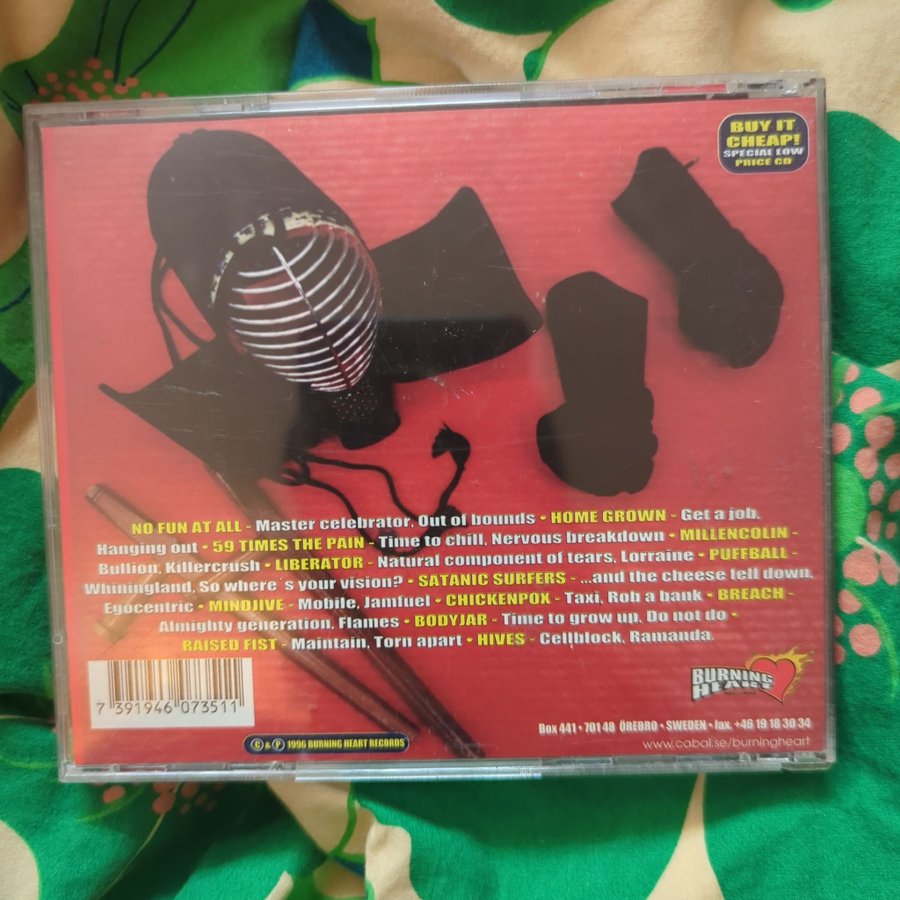 BUY IT
CHEAP!
SPECIAL LOW
PRICE CD
NO FUN AT ALL - Master celebrator, Out of bounds • HOME GROWN - Get a job,
Hanging out • 59 TIMES THE PAIN - Time to chill, Nervous breakdown • MILLENCOLIN -
Bullion, Killercrush • LIBERATOR - Natural component of tears, Lorraine • PUFFBALL -
Whiningland, So where´s your vision? • SATANIC SURFERS - ...and the cheese fell down,
Egocentric • MINDJIVE - Mobile, Jamfuel • CHICKENPOX - Taxi, Rob a bank • BREACH -
Almighty generation, Flames • BODYJAR - Time to grow up, Do not do •
RAISED FIST - Maintain, Torn apart • HIVES - Cellblock, Ramanda.
BURNING
HEART
7 391946 073511
Box 441 • 701 48 ÖREBRO • SWEDEN • fax. +46 19 18 30 34
© & ℗ 1996 BURNING HEART RECORDS
www.cabal.se/burningheart